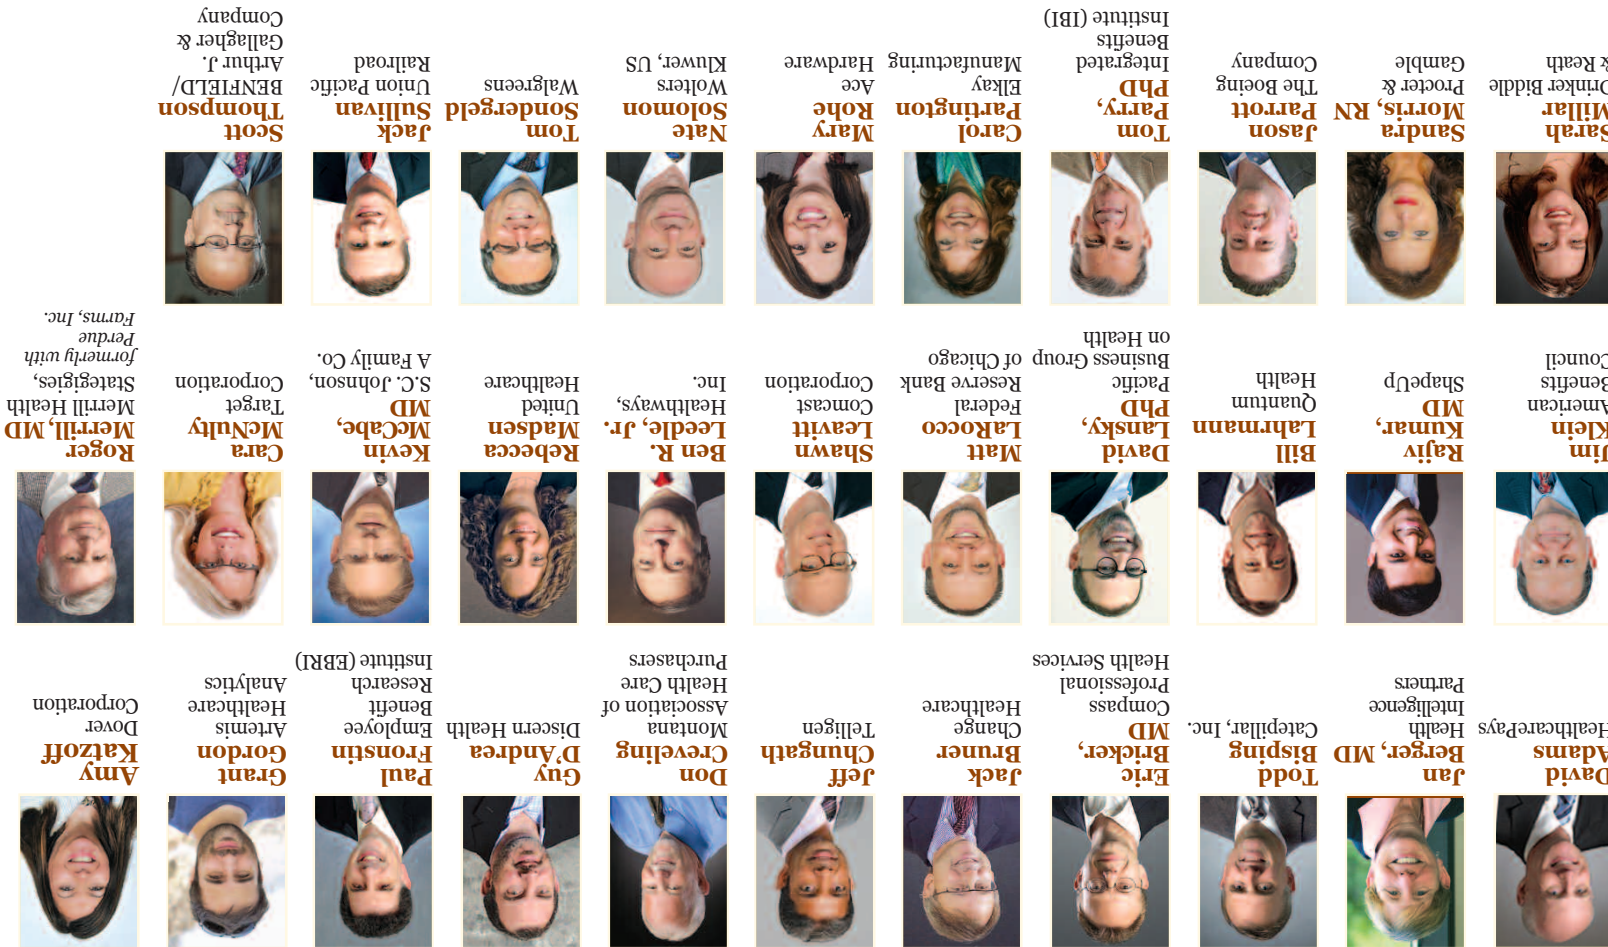 David
Adams
HealthcarePays
Jan
Berger, MD
Health
Intelligence
Partners
Todd
Bisping
Catepillar, Inc.
Eric
Bricker,
MD
Compass
Professional
Health Services
Jack
Bruner
Change
Healthcare
Jeff
Chungath
Telligen
Don
Creveling
Montana
Association of
Health Care
Purchasers
Guy
D'Andrea
Discern Health
Paul
Fronstin
Employee
Benefit
Research
Institute (EBRI)
Grant
Gordon
Artemis
Healthcare
Analytics
Amy
Katzoff
Dover
Corporation
Jim
Klein
American
Benefits
Council
Rajiv
Kumar,
MD
ShapeUp
Bill
Lahrmann
Quantum
Health
David
Lansky,
PhD
Pacific
Business Group
on Health
Matt
LaRocco
Federal
Reserve Bank
of Chicago
Shawn
Leavitt
Comcast
Corporation
Ben R.
Leedle, Jr.
Healthways,
Inc.
Rebecca
Madsen
United
Healthcare
Kevin
McCabe,
MD
S.C. Johnson,
A Family Co.
Cara
McNulty
Target
Corporation
Roger
Merrill, MD
Merrill Health
Stategigies,
formerly with
Perdue
Farms, Inc.
Sarah
Millar
Drinker Biddle
& Reath
Sandra
Morris, RN
Procter &
Gamble
Jason
Parrott
The Boeing
Company
Tom
Parry,
PhD
Integrated
Benefits
Institute (IBI)
Carol
Partington
Elkay
Manufacturing
Mary
Rohe
Ace
Hardware
Nate
Solomon
Wolters
Kluwer, US
Tom
Sondergeld
Walgreens
Jack
Sullivan
Union Pacific
Railroad
Scott
Thompson
BENFIELD/
Arthur J.
Gallagher &
Company